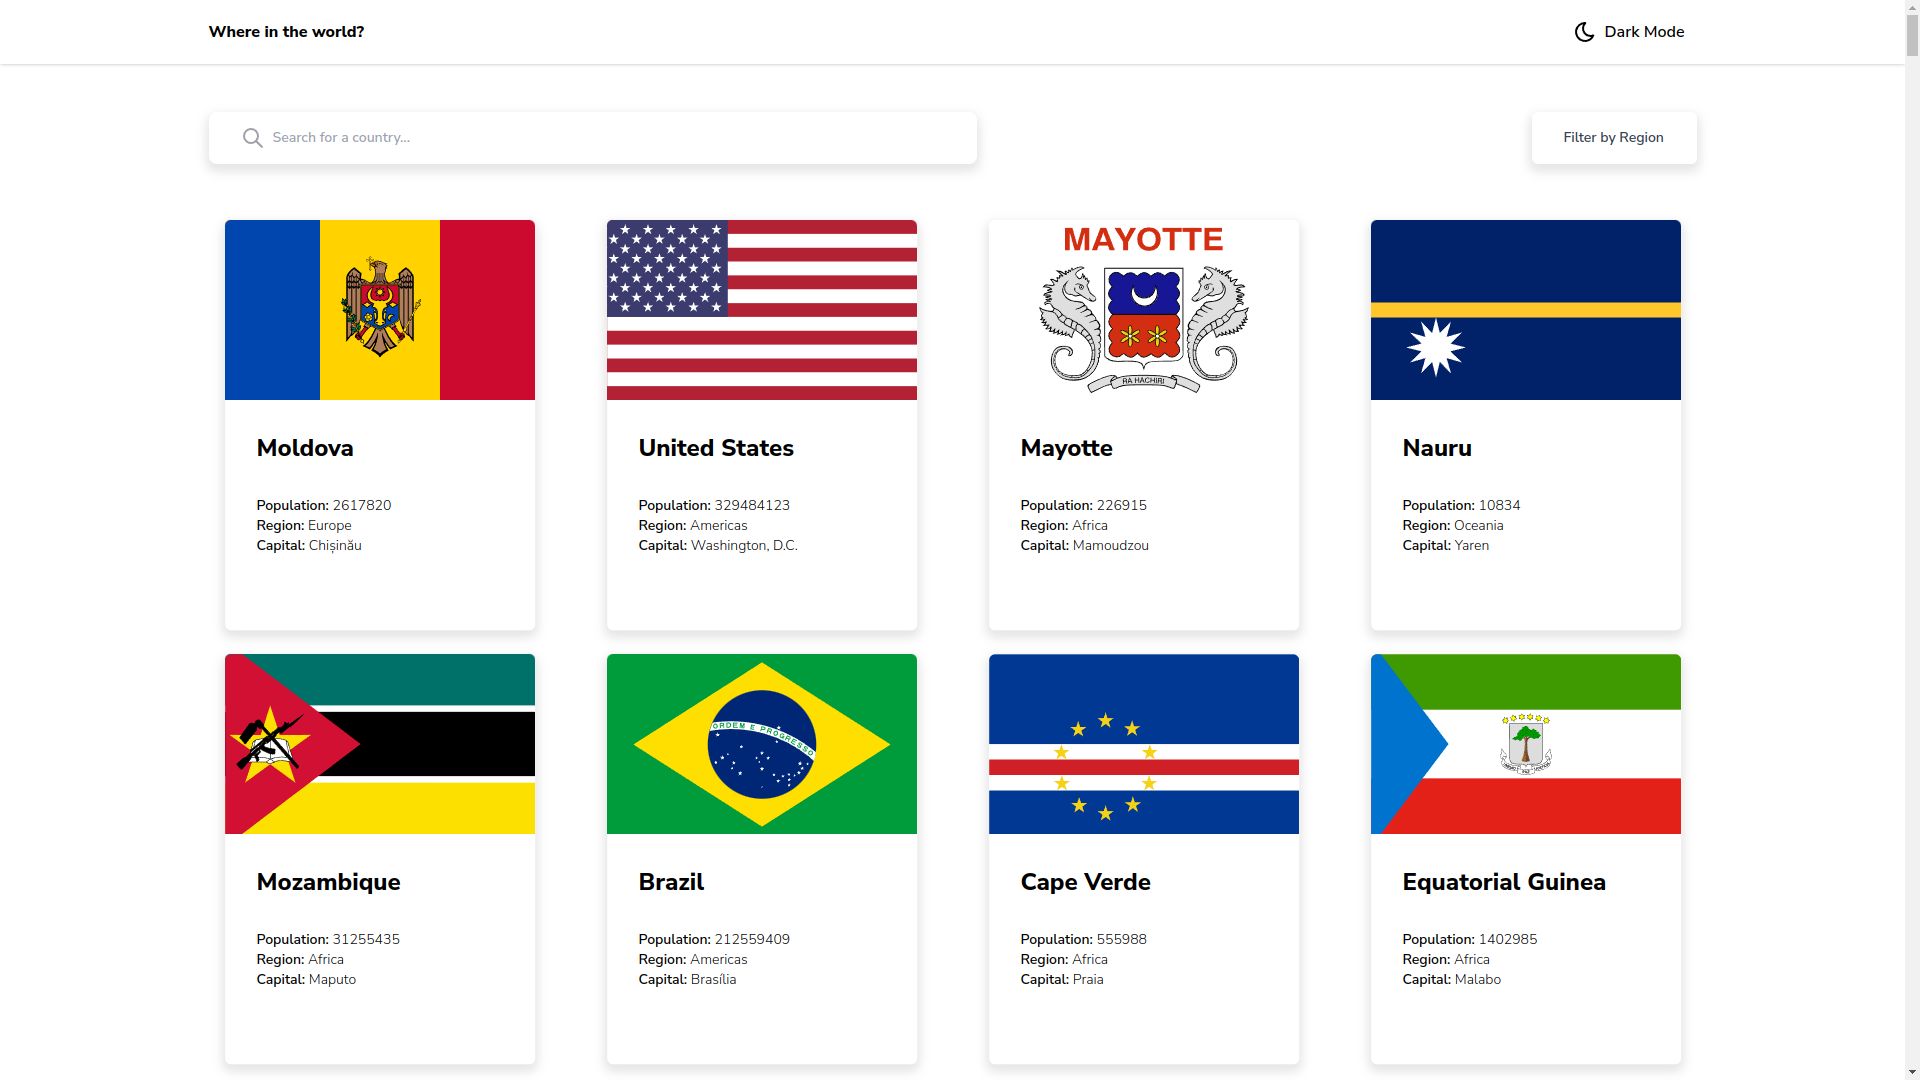 Where in the world?
Dark Mode
Search for a country...
Filter by Region
MAYOTTE
RA HACHIRI
Moldova
Population: 2617820
Region: Europe
Capital: Chișinău
United States
Population: 329484123
Region: Americas
Capital: Washington, D.C.
Mayotte
Population: 226915
Region: Africa
Capital: Mamoudzou
Nauru
Population: 10834
Region: Oceania
Capital: Yaren
ORDEM E PROGRESSO
Mozambique
Population: 31255435
Region: Africa
Capital: Maputo
Brazil
Population: 212559409
Region: Americas
Capital: Brasília
Cape Verde
Population: 555988
Region: Africa
Capital: Praia
Equatorial Guinea
Population: 1402985
Region: Africa
Capital: Malabo